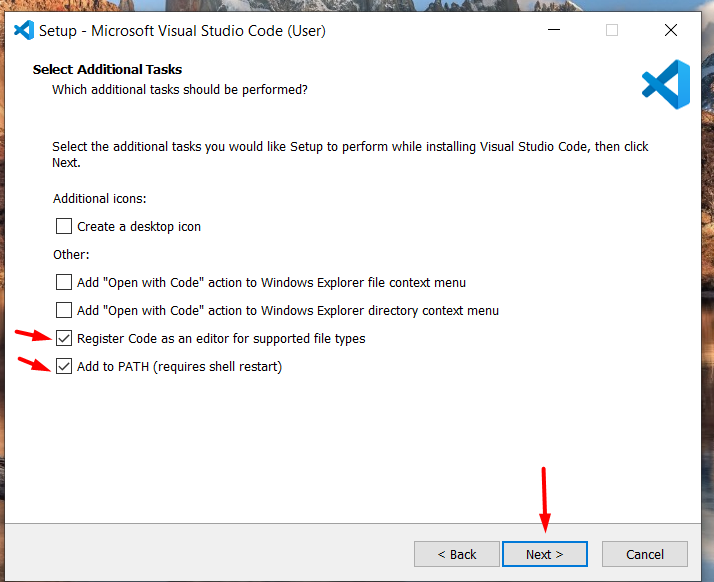 Setup - Microsoft Visual Studio Code (User)
Select Additional Tasks
Which additional tasks should be performed?
Select the additional tasks you would like Setup to perform while installing Visual Studio Code, then click
Next.
Additional icons:
Create a desktop icon
Other:
Add "Open with Code" action to Windows Explorer file context menu
Add "Open with Code" action to Windows Explorer directory context menu
Register Code as an editor for supported file types
Add to PATH (requires shell restart)
< Back
Next >
Cancel